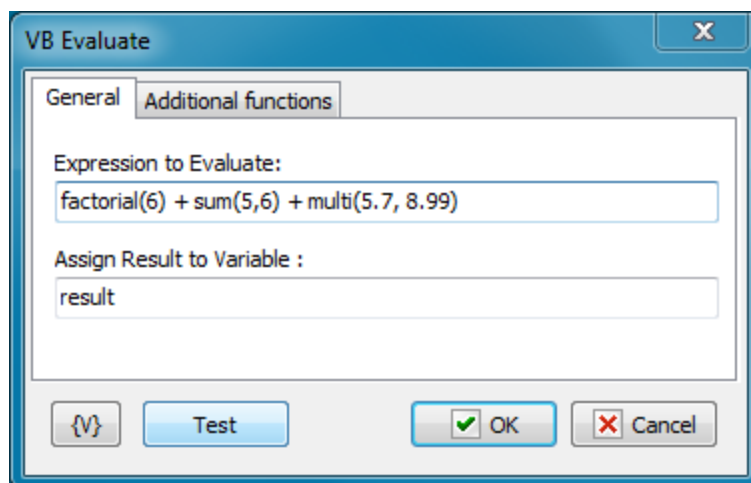 VB Evaluate
General Additional functions
Expression to Evaluate:
factorial(6) + sum(5,6) + multi(5.7, 8.99)
Assign Result to Variable :
result
{V} Test OK Cancel